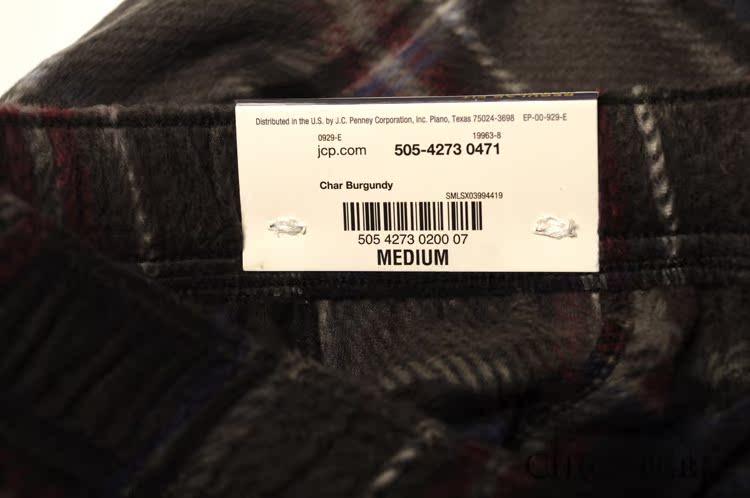 Distributed in the U.S. by J.C. Penney Corporation, Inc. Plano, Texas 75024-3698 EP-00-929-E
0929-E 19963-8
jcp.com 505-4273 0471
Char Burgundy
SMLSX03994419
505 4273 0200 07
MEDIUM